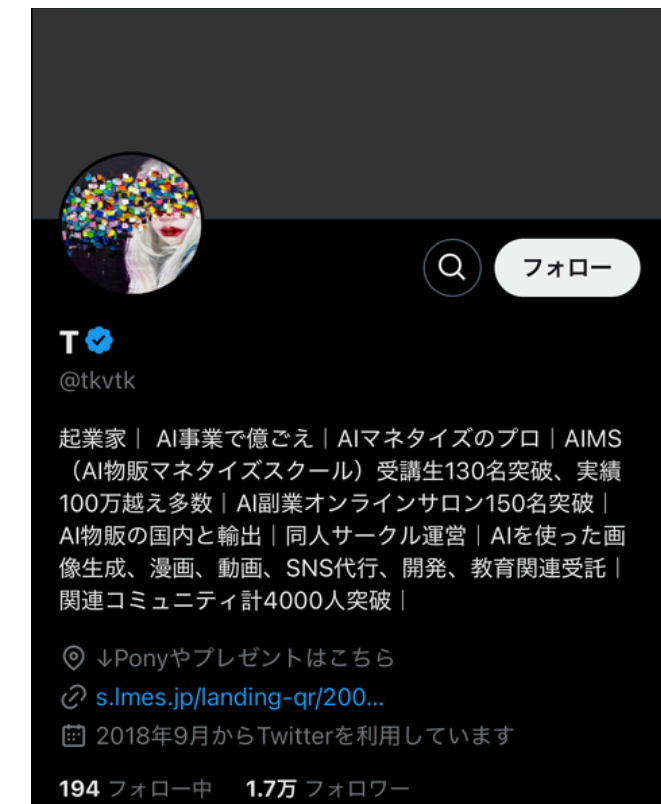 フォロー
T
@tkvtk
起業家｜ AI事業で億ごえ｜AIマネタイズのプロ｜AIMS
（AI物販マネタイズスクール）受講生130名突破、実績
100万越え多数｜AI副業オンラインサロン150名突破｜
AI物販の国内と輸出｜同人サークル運営｜AIを使った画
像生成、漫画、動画、SNS代行、開発、教育関連受託｜
関連コミュニティ計4000人突破｜
↓Ponyやプレゼントはこちら
s.lmes.jp/landing-qr/200...
2018年9月からTwitterを利用しています
194 フォロー中 1.7万 フォロワー